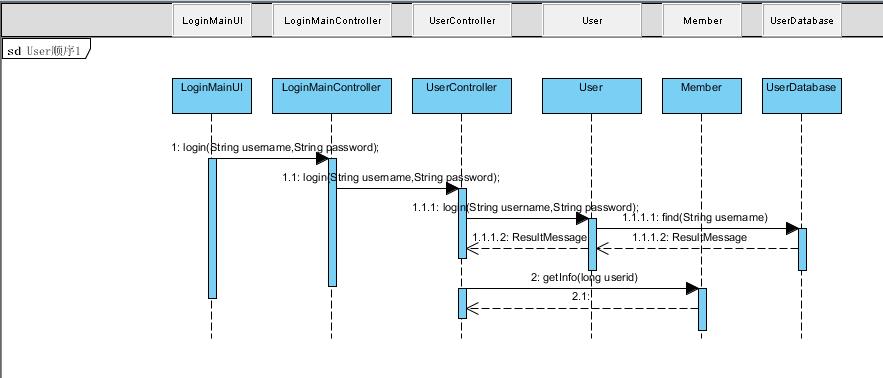 LoginMainUI LoginMainController UserController User Member UserDatabase
sd User顺序1
LoginMainUI LoginMainController UserController User Member UserDatabase
1: login(String username,String password);
1.1: login(String username,String password);
1.1.1: login(String username,String password);
1.1.1.1: find(String username)
1.1.1.2: ResultMessage 1.1.1.2: ResultMessage
2: getInfo(long userid)
2.1: